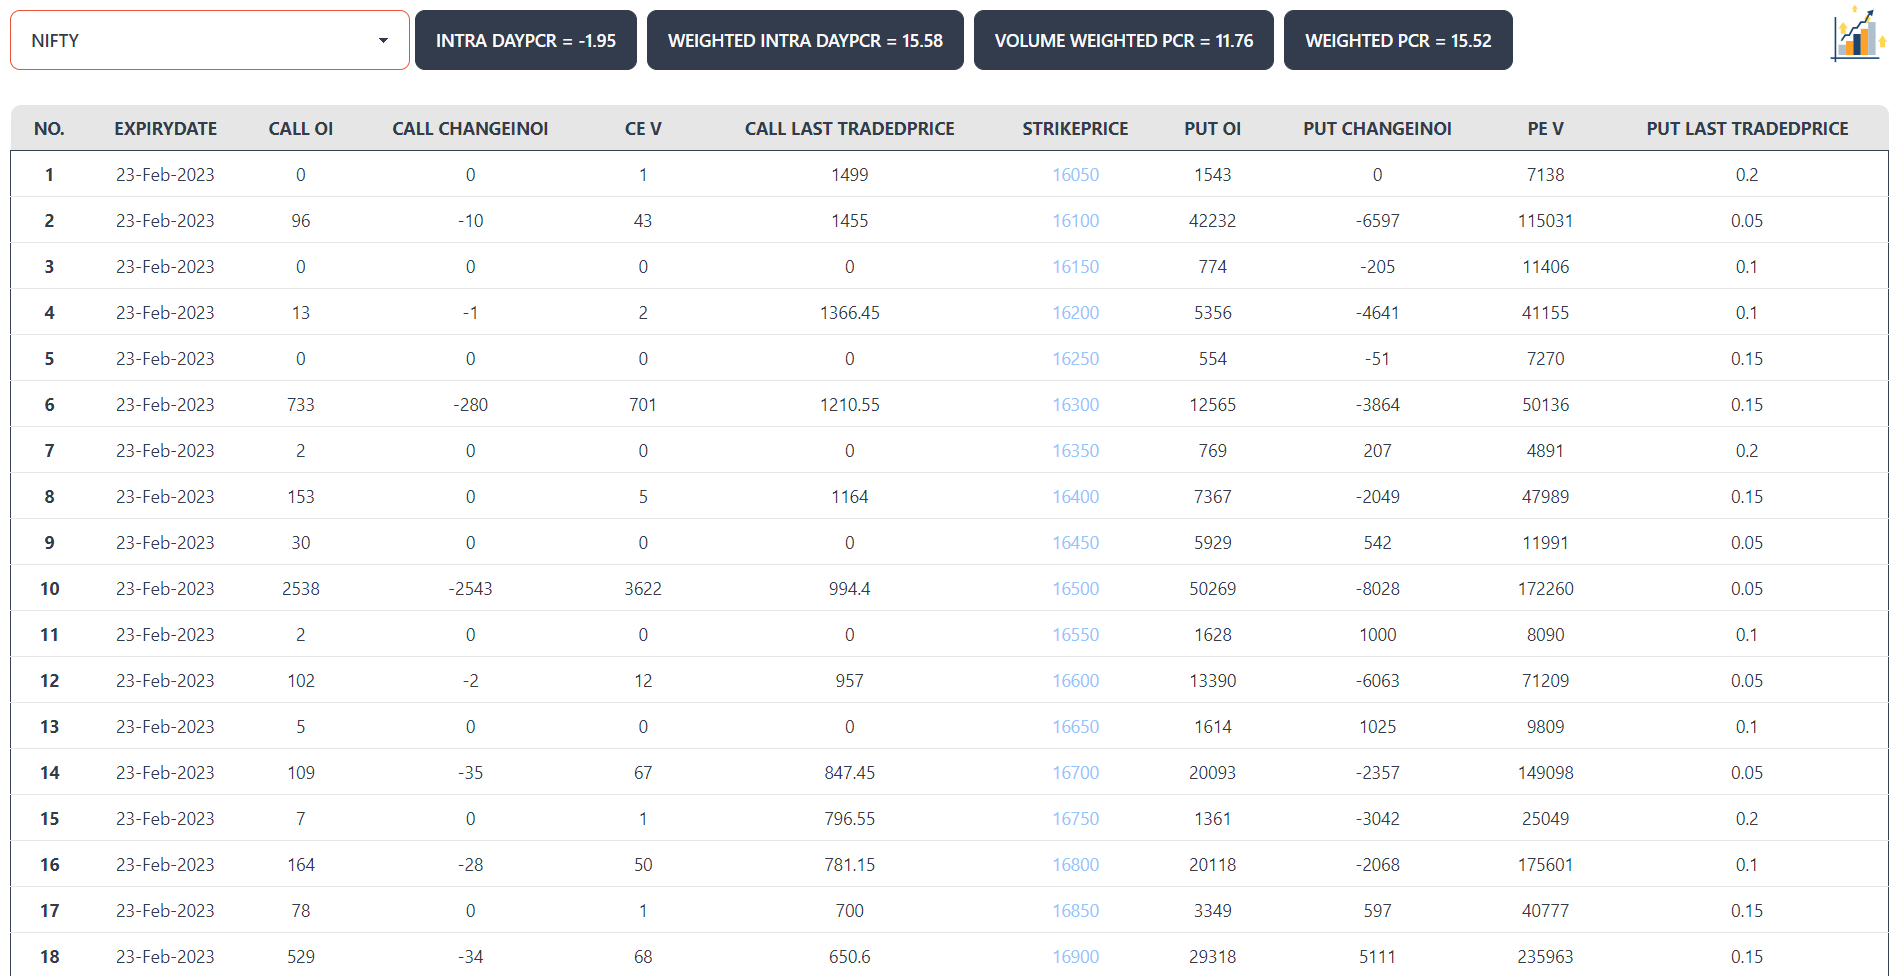 NIFTY INTRA DAYPCR = -1.95 WEIGHTED INTRA DAYPCR = 15.58 VOLUME WEIGHTED PCR = 11.76 WEIGHTED PCR = 15.52
NO. EXPIRYDATE CALL OI CALL CHANGEINOI CE V CALL LAST TRADEDPRICE STRIKEPRICE PUT OI PUT CHANGEINOI PE V PUT LAST TRADEDPRICE
1 23-Feb-2023 0 0 1 1499 16050 1543 0 7138 0.2
2 23-Feb-2023 96 -10 43 1455 16100 42232 -6597 115031 0.05
3 23-Feb-2023 0 0 0 0 16150 774 -205 11406 0.1
4 23-Feb-2023 13 -1 2 1366.45 16200 5356 -4641 41155 0.1
5 23-Feb-2023 0 0 0 0 16250 554 -51 7270 0.15
6 23-Feb-2023 733 -280 701 1210.55 16300 12565 -3864 50136 0.15
7 23-Feb-2023 2 0 0 0 16350 769 207 4891 0.2
8 23-Feb-2023 153 0 5 1164 16400 7367 -2049 47989 0.15
9 23-Feb-2023 30 0 0 0 16450 5929 542 11991 0.05
10 23-Feb-2023 2538 -2543 3622 994.4 16500 50269 -8028 172260 0.05
11 23-Feb-2023 2 0 0 0 16550 1628 1000 8090 0.1
12 23-Feb-2023 102 -2 12 957 16600 13390 -6063 71209 0.05
13 23-Feb-2023 5 0 0 0 16650 1614 1025 9809 0.1
14 23-Feb-2023 109 -35 67 847.45 16700 20093 -2357 149098 0.05
15 23-Feb-2023 7 0 1 796.55 16750 1361 -3042 25049 0.2
16 23-Feb-2023 164 -28 50 781.15 16800 20118 -2068 175601 0.1
17 23-Feb-2023 78 0 1 700 16850 3349 597 40777 0.15
18 23-Feb-2023 529 -34 68 650.6 16900 29318 5111 235963 0.15